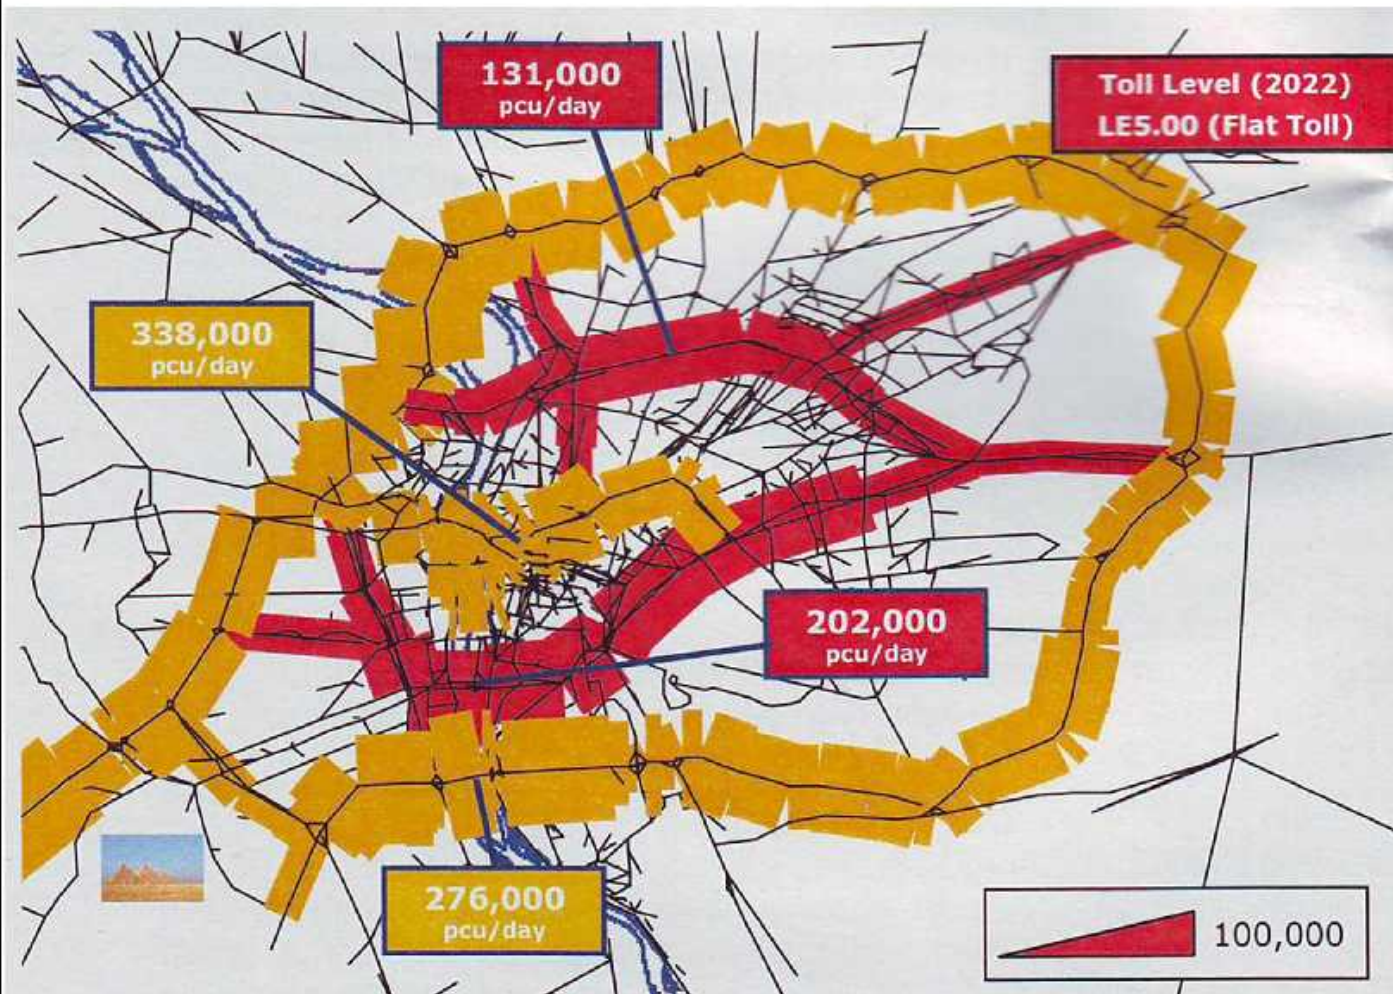 131,000
pcu/day
Toll Level (2022)
LE5.00 (Flat Toll)
338,000
pcu/day
202,000
pcu/day
276,000
pcu/day
100,000